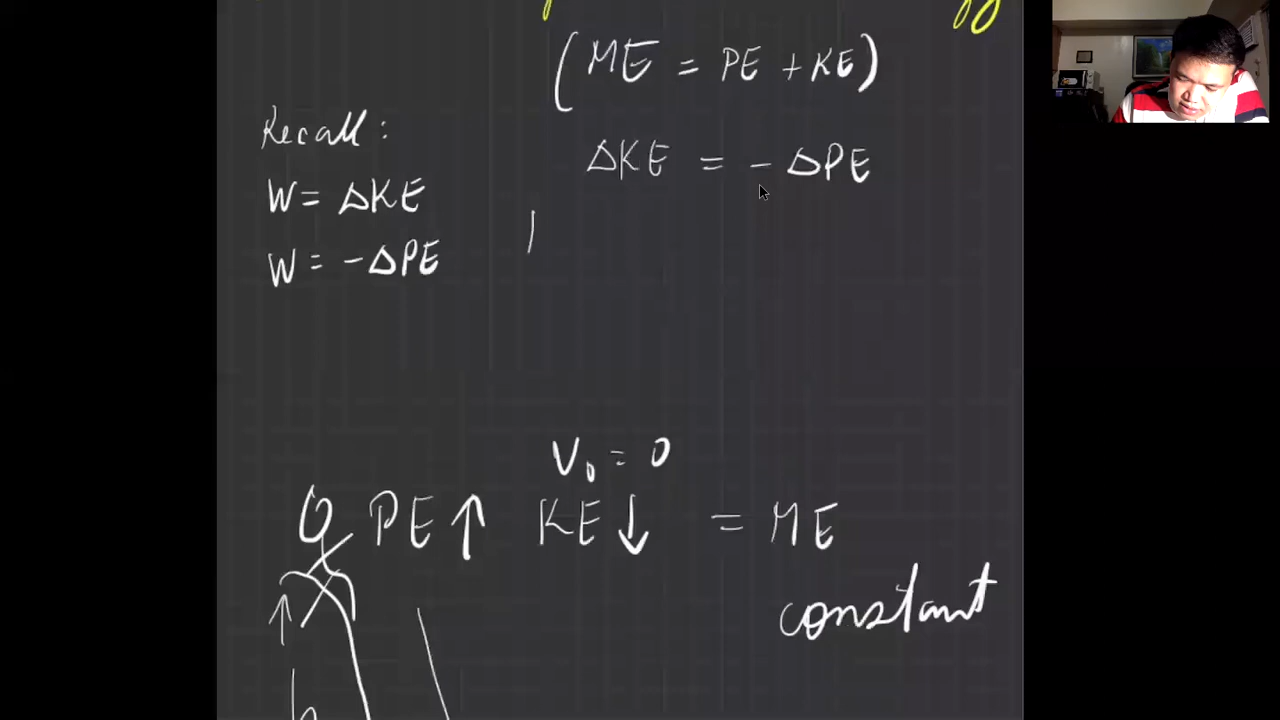 (ME = PE + KE)
Recall:
ΔKE = - ΔPE
W = ΔKE
W = -ΔPE
V₀ = 0
PE↑ KE↓ = ME
constant
↑
h